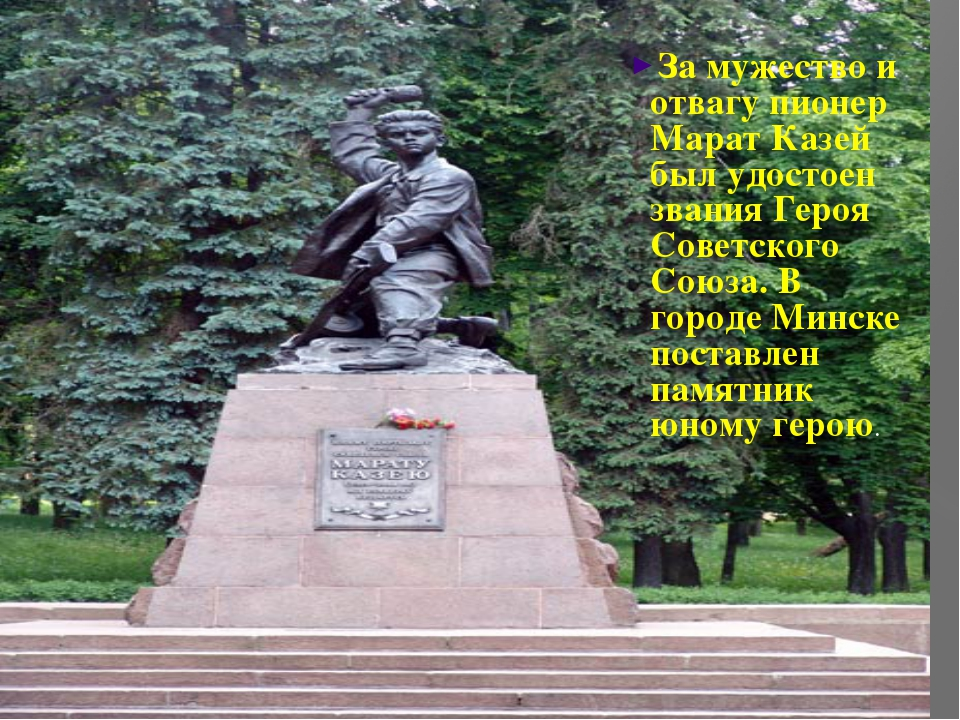 За мужество и
отвагу пионер
Марат Казей
был удостоен
звания Героя
Советского
Союза. В
городе Минске
поставлен
памятник
юному герою.
МАРАТУ
КАЗЕЮ